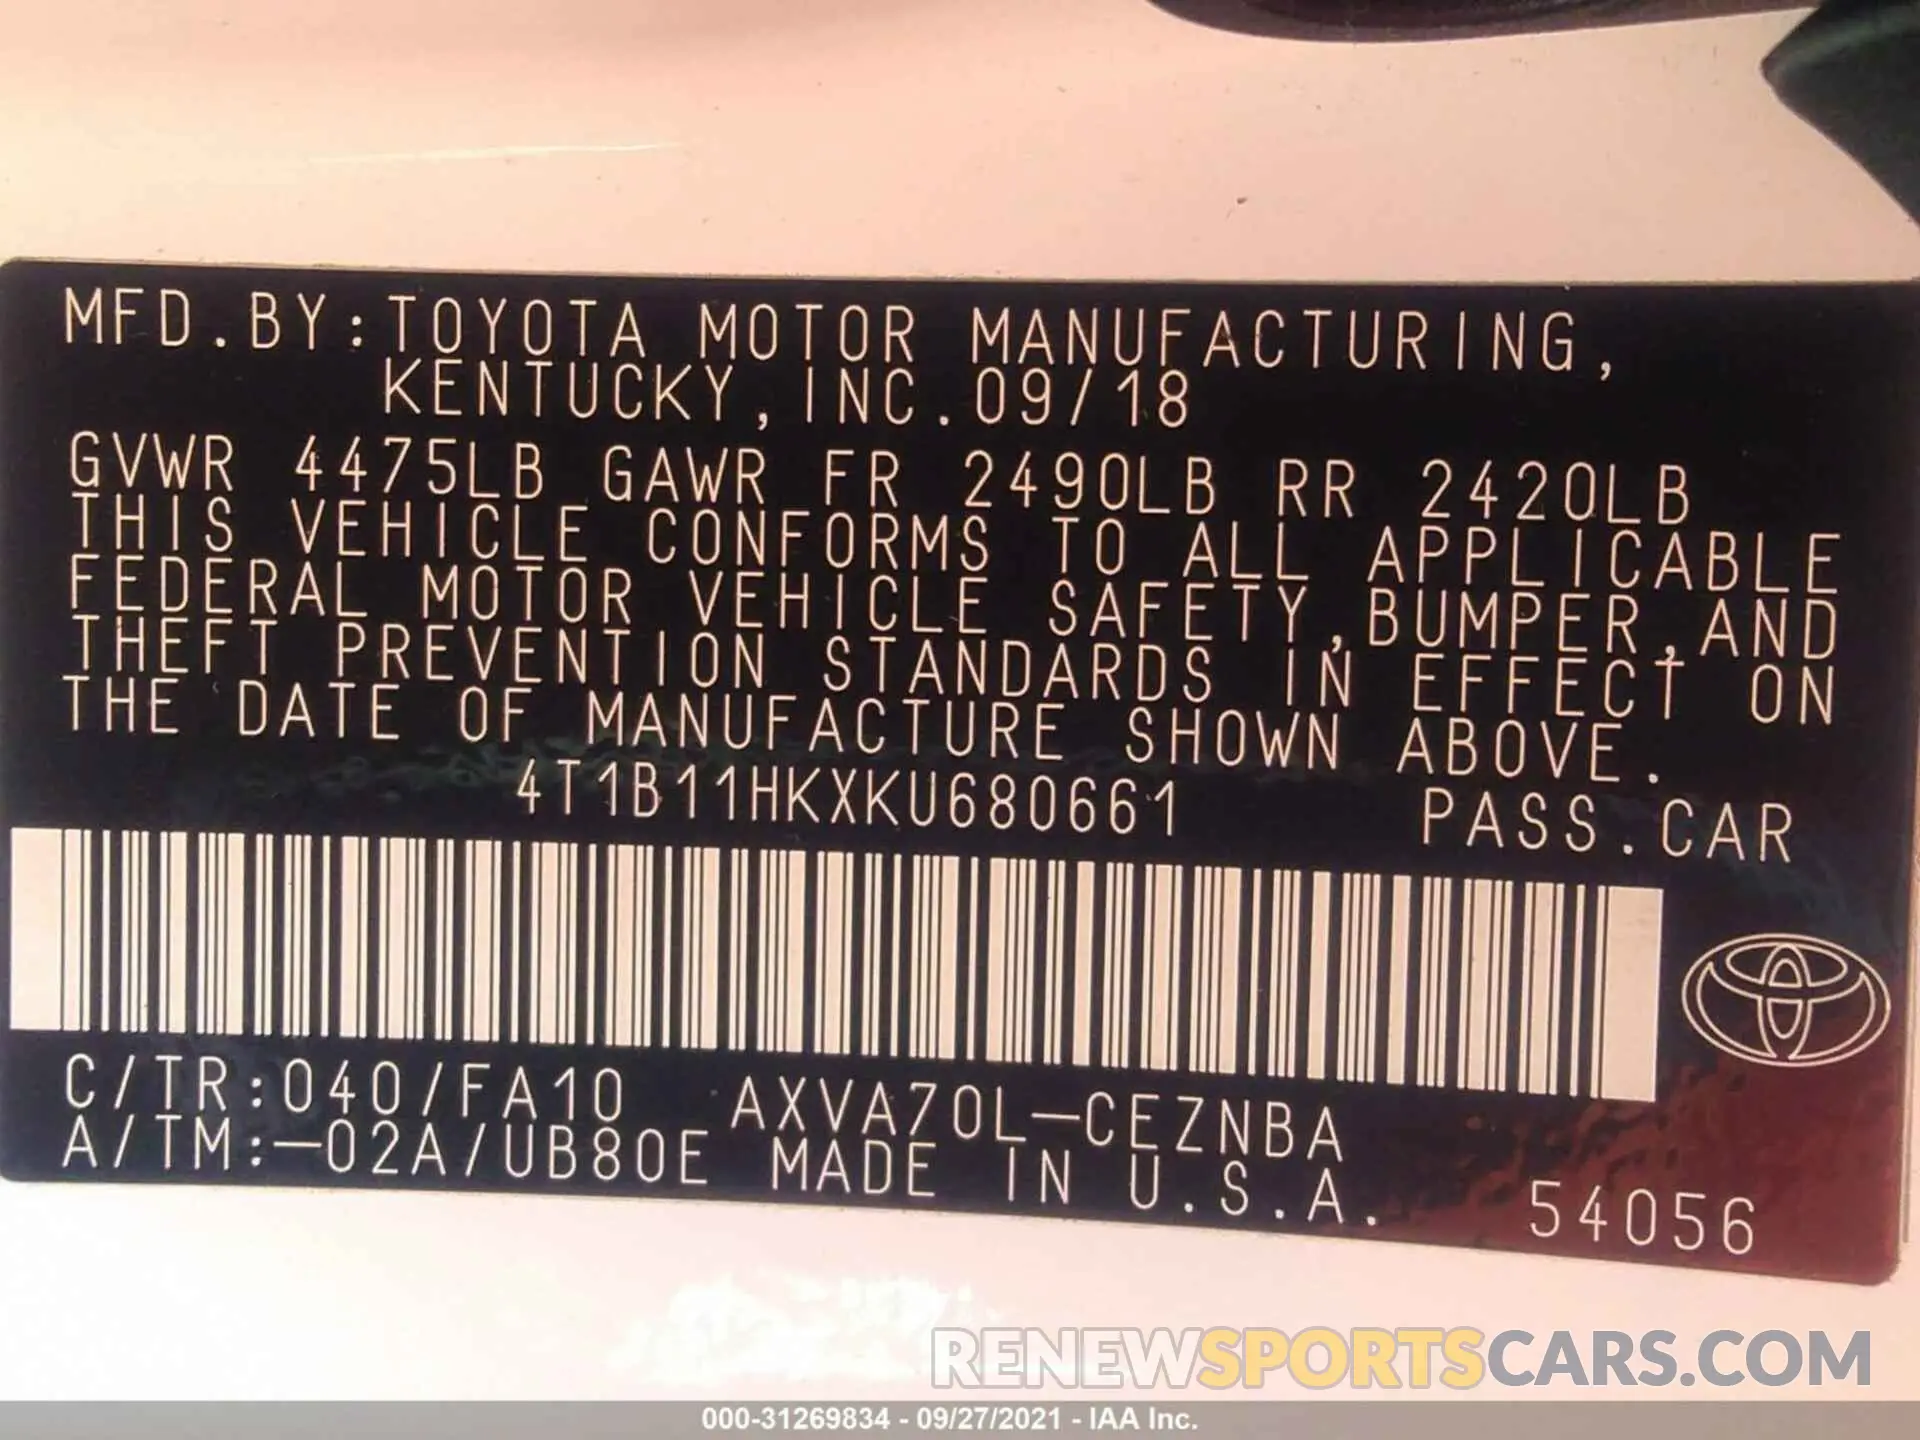 MFD.BY:TOYOTA MOTOR MANUFACTURING,
KENTUCKY,INC.09/18
GVWR 4475LB GAWR FR 2490LB RR 2420LB
THIS VEHICLE CONFORMS TO ALL APPLICABLE
FEDERAL MOTOR VEHICLE SAFETY,BUMPER,AND
THEFT PREVENTION STANDARDS IN EFFECT ON
THE DATE OF MANUFACTURE SHOWN ABOVE.
4T1B11HKXKU680661 PASS.CAR
C/TR:040/FA10 AXVA70L-CEZNBA
A/TM:-02A/UB80E MADE IN U.S.A.
54056
RENEWSPORTSCARS.COM
000-31269834 - 09/27/2021 - IAA Inc.